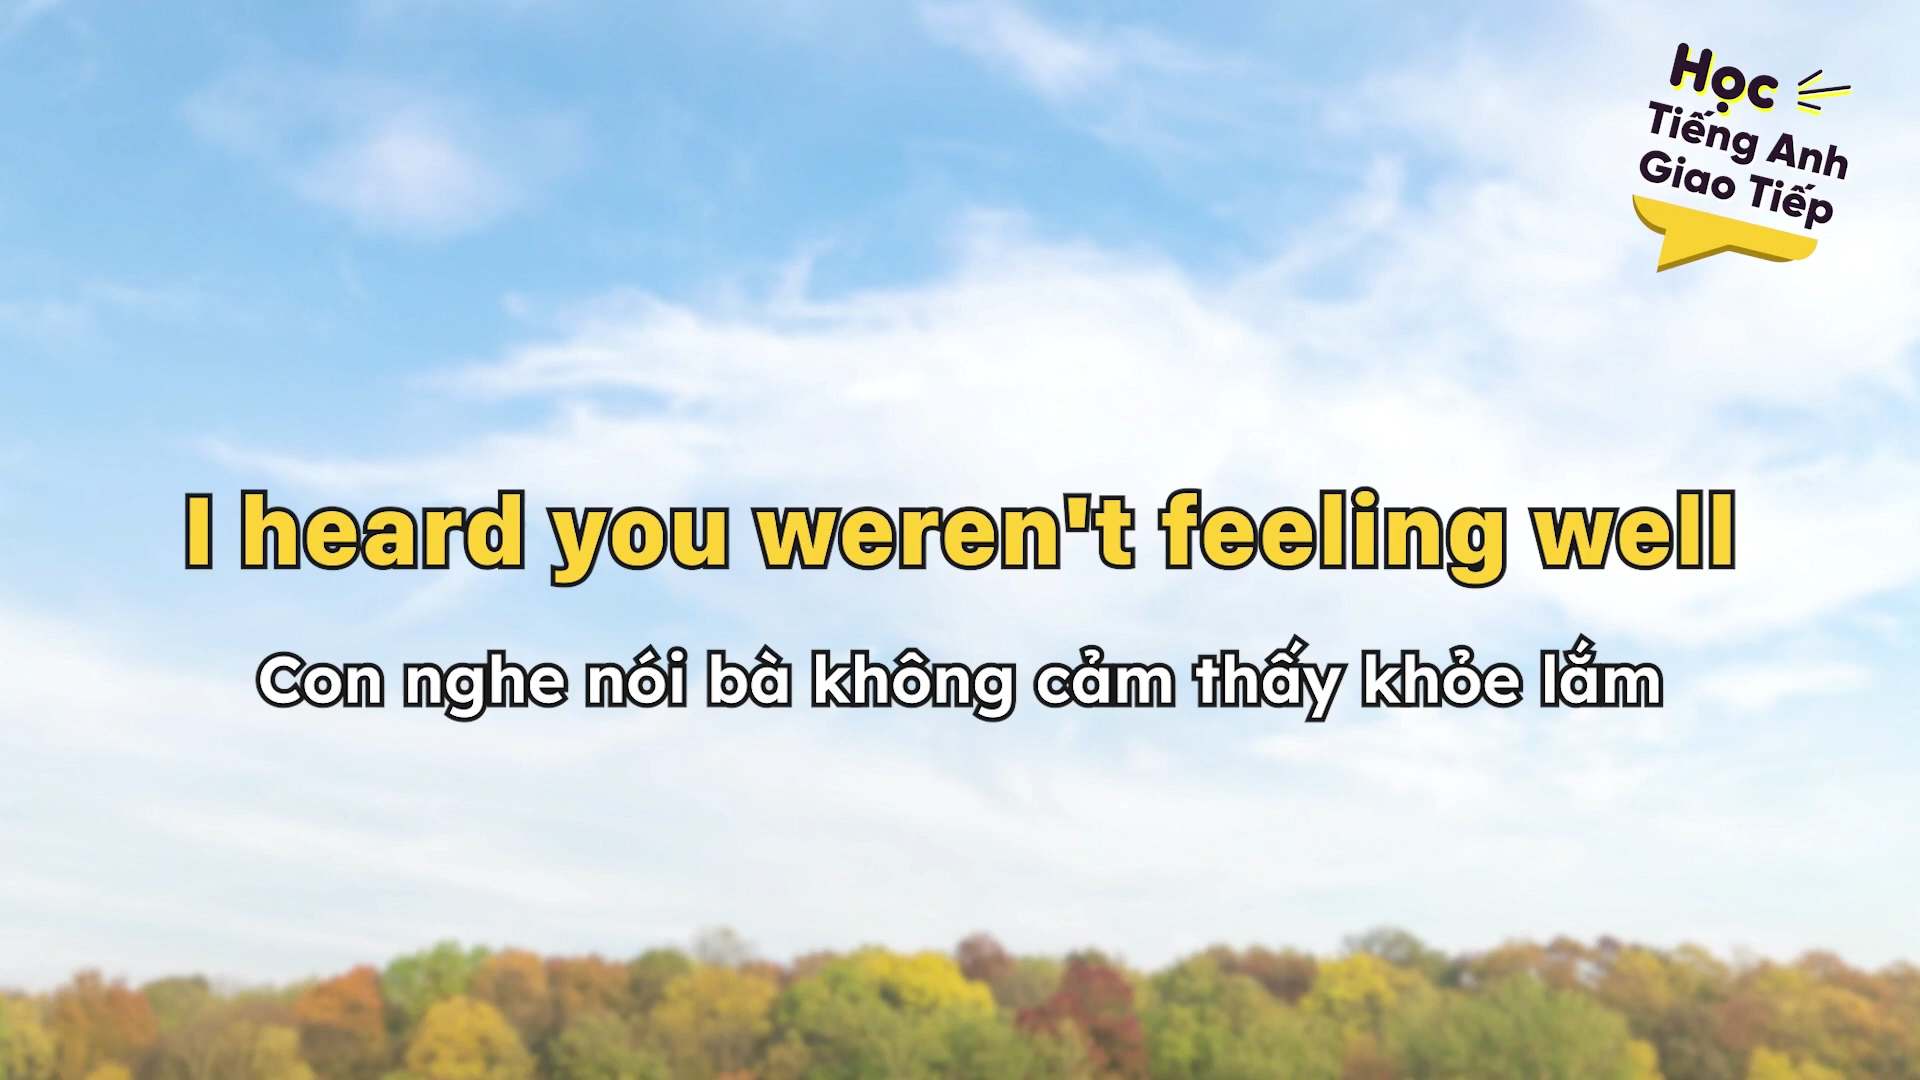 Học
Tiếng Anh
Giao Tiếp
I heard you weren't feeling well
Con nghe nói bà không cảm thấy khỏe lắm